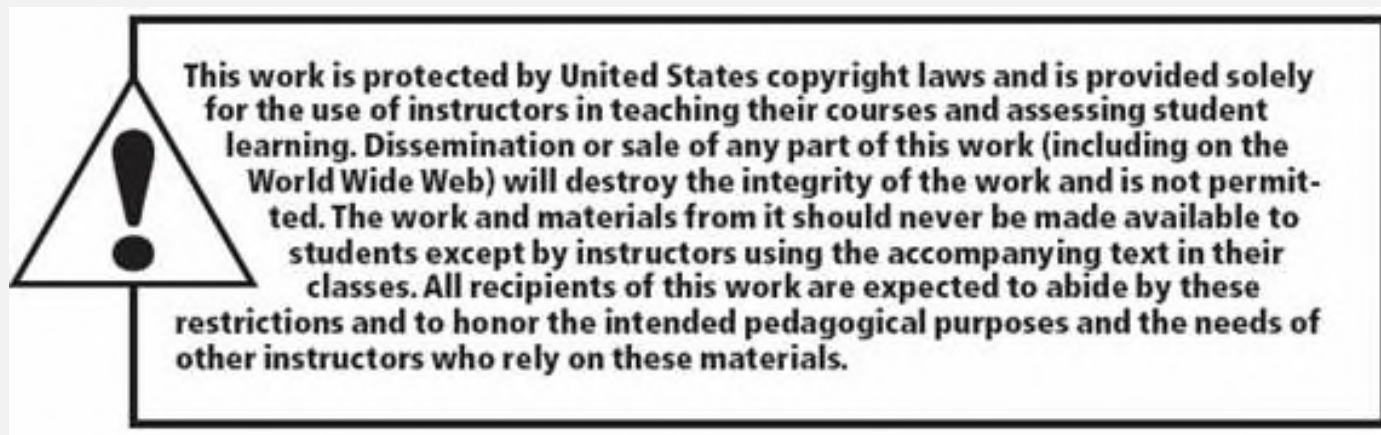 This work is protected by United States copyright laws and is provided solely
for the use of instructors in teaching their courses and assessing student
learning. Dissemination or sale of any part of this work (including on the
World Wide Web) will destroy the integrity of the work and is not permit-
ted. The work and materials from it should never be made available to
students except by instructors using the accompanying text in their
classes. All recipients of this work are expected to abide by these
restrictions and to honor the intended pedagogical purposes and the needs of
other instructors who rely on these materials.